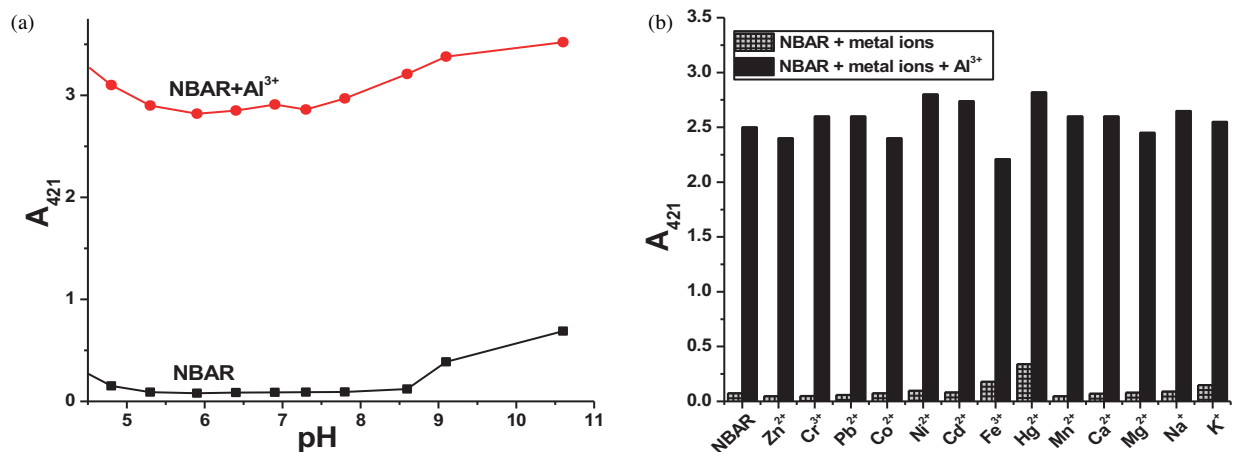 (a)
A421
3
2
1
0
NBAR+Al3+
NBAR
5 6 7 8 9 10 11
pH
(b)
A421
3.5
3.0
2.5
2.0
1.5
1.0
0.5
0.0
NBAR + metal ions
NBAR + metal ions + Al3+
NBAR Zn2+ Cr3+ Pb2+ Co2+ Ni2+ Cd2+ Fe3+ Hg2+ Mn2+ Ca2+ Mg2+ Na+ K+